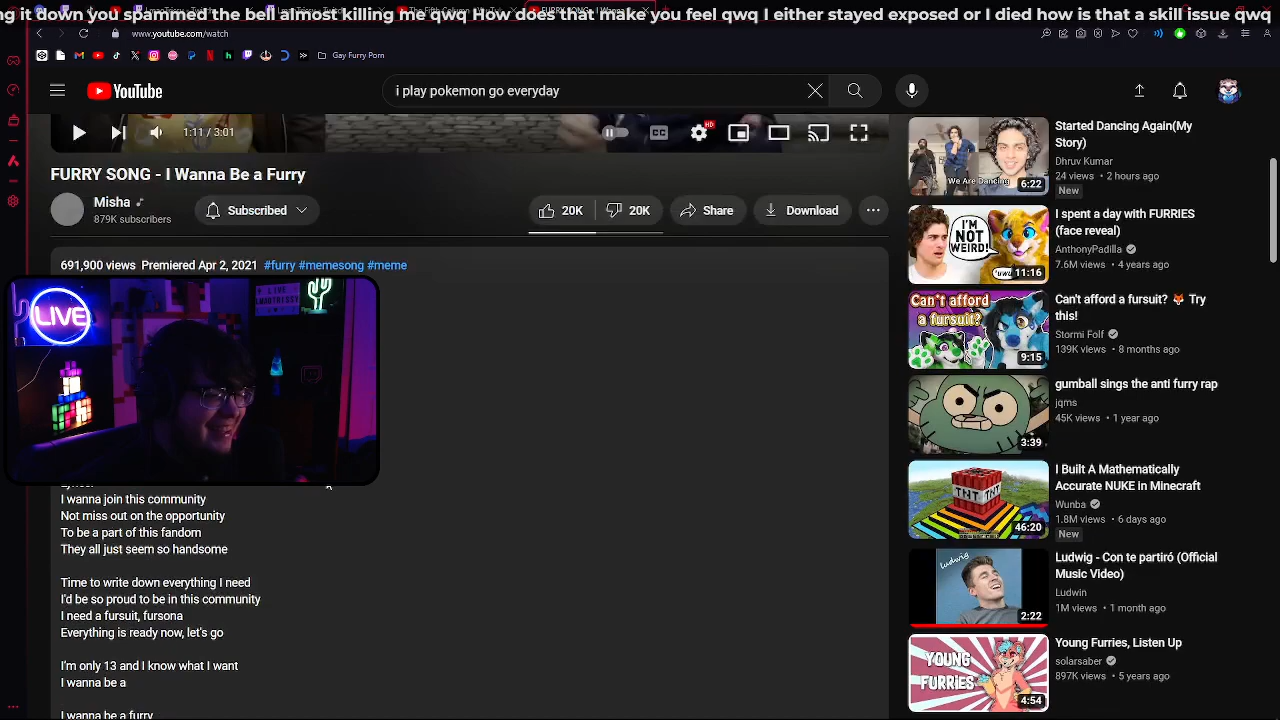 ng it down you spammed the bell almost killing me qwq How does that make you feel qwq I either stayed exposed or I died how is that a skill issue qwq
www.youtube.com/watch
Gay Furry Porn
YouTube
i play pokemon go everyday
1:11 / 3:01
CC
HD
FURRY SONG - I Wanna Be a Furry
Misha
879K subscribers
Subscribed
20K
20K
Share
Download
691,900 views Premiered Apr 2, 2021 #furry #memesong #meme
LIVE
I wanna join this community
Not miss out on the opportunity
To be a part of this fandom
They all just seem so handsome
Time to write down everything I need
I'd be so proud to be in this community
I need a fursuit, fursona
Everything is ready now, let's go
I'm only 13 and I know what I want
I wanna be a
I wanna be a furry
We Are Dancing
6:22
Started Dancing Again(My
Story)
Dhruv Kumar
24 views • 2 hours ago
New
I'M
NOT
WEIRD!
"uwu"
11:16
I spent a day with FURRIES
(face reveal)
AnthonyPadilla
7.6M views • 4 years ago
Can't afford
a fursuit?
9:15
Can't afford a fursuit? 🦊 Try
this!
Stormi Folf
139K views • 8 months ago
3:39
gumball sings the anti furry rap
jqms
45K views • 1 year ago
TNT
46:20
I Built A Mathematically
Accurate NUKE in Minecraft
Wunba
1.8M views • 6 days ago
New
ludwig
2:22
Ludwig - Con te partiró (Official
Music Video)
Ludwin
1M views • 1 month ago
YOUNG
FURRIES
4:54
Young Furries, Listen Up
solarsaber
897K views • 5 years ago